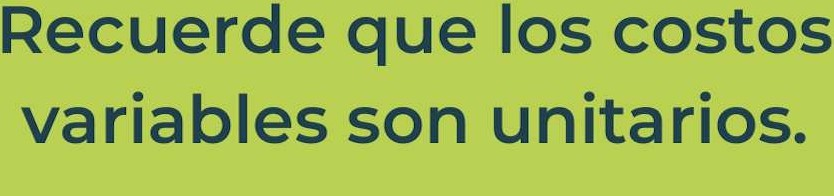 Recuerde que los costos
variables son unitarios.